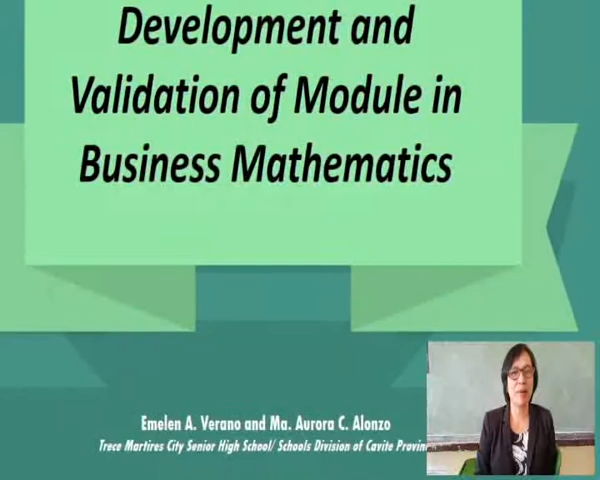 Development and
Validation of Module in
Business Mathematics
Emelen A. Verano and Ma. Aurora C. Alonzo
Trece Martires City Senior High School/ Schools Division of Cavite